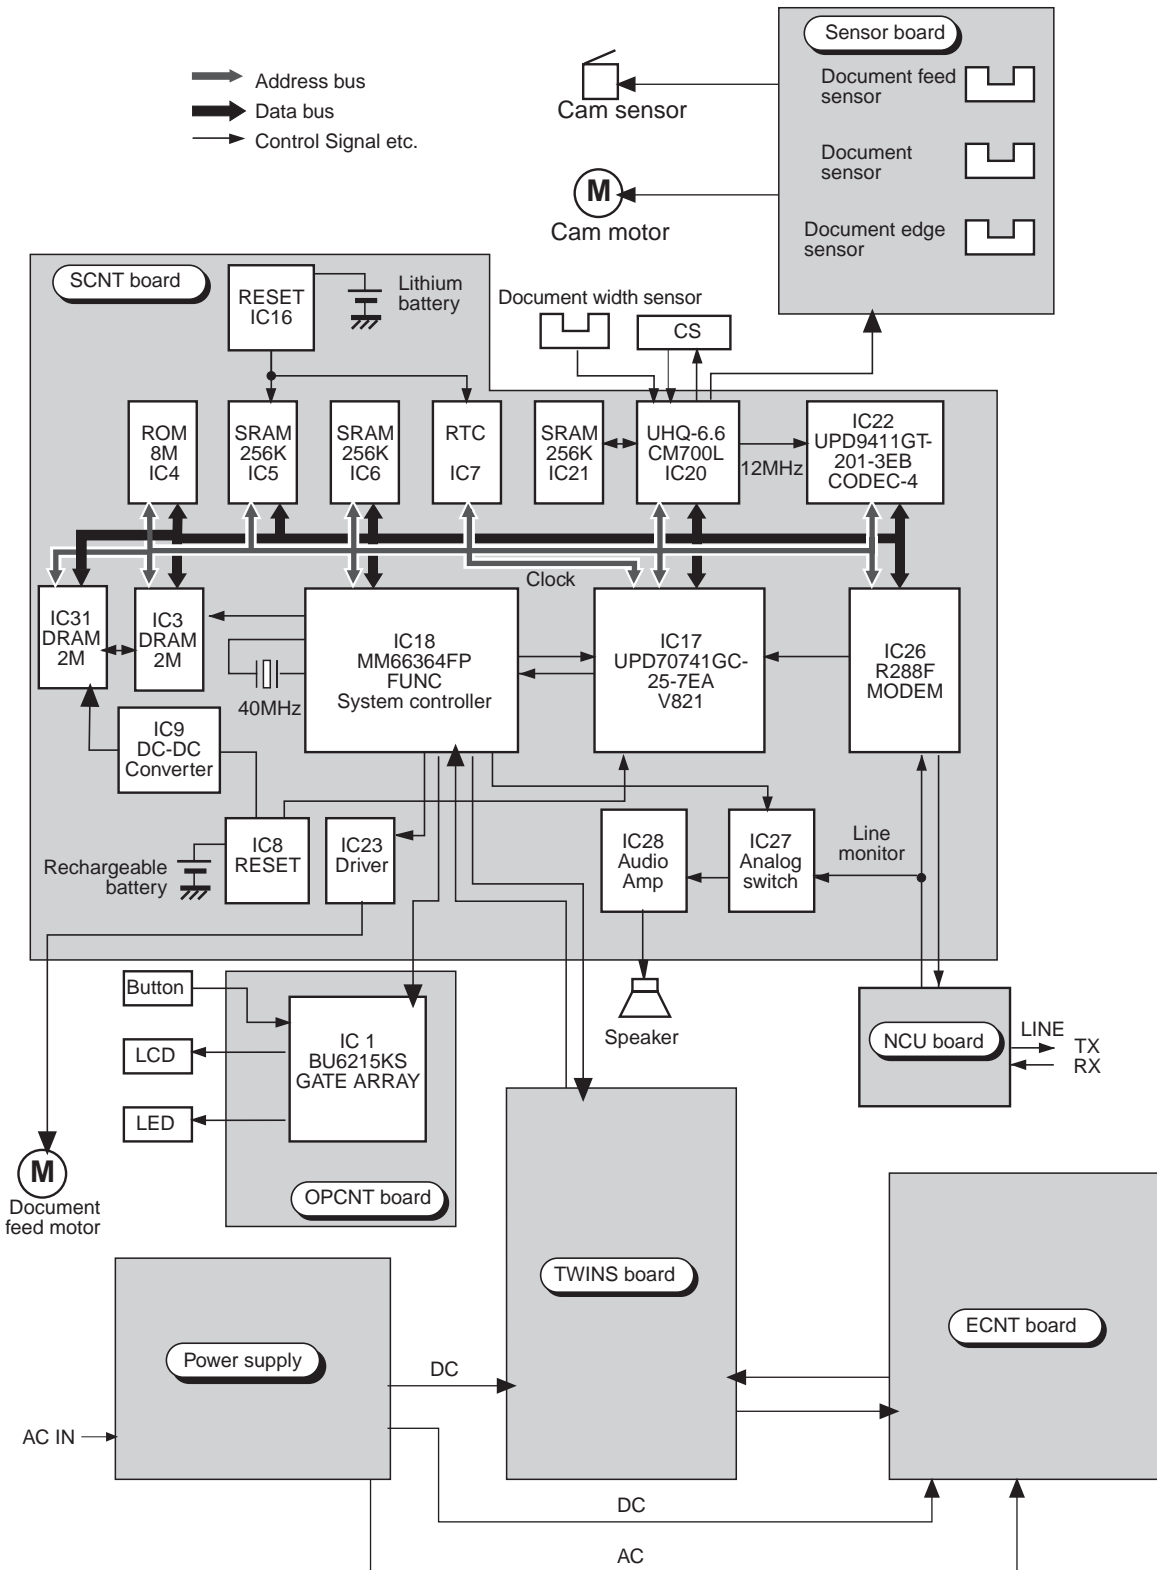 Sensor board
Document feed
sensor
Document
sensor
Document edge
sensor
Address bus
Data bus
Control Signal etc.
Cam sensor
M
Cam motor
SCNT board
RESET
IC16
Lithium
battery
Document width sensor
CS
ROM
8M
IC4
SRAM
256K
IC5
SRAM
256K
IC6
RTC
IC7
SRAM
256K
IC21
UHQ-6.6
CM700L
IC20
12MHz
IC22
UPD9411GT-
201-3EB
CODEC-4
Clock
IC31
DRAM
2M
IC3
DRAM
2M
40MHz
IC18
MM66364FP
FUNC
System controller
IC17
UPD70741GC-
25-7EA
V821
IC26
R288F
MODEM
IC9
DC-DC
Converter
Rechargeable
battery
IC8
RESET
IC23
Driver
IC28
Audio
Amp
IC27
Analog
switch
Line
monitor
Button
LCD
LED
IC 1
BU6215KS
GATE ARRAY
OPCNT board
Speaker
NCU board
LINE
TX
RX
M
Document
feed motor
TWINS board
ECNT board
Power supply
DC
AC IN
DC
AC